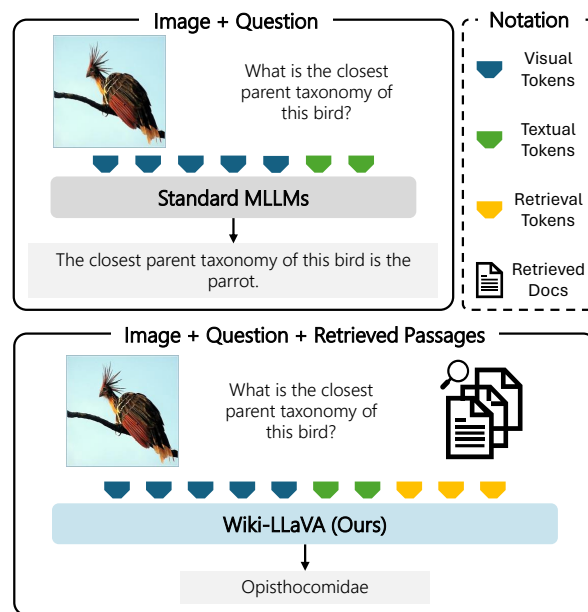 Image + Question
What is the closest
parent taxonomy of
this bird?
Standard MLLMs
The closest parent taxonomy of this bird is the
parrot.
Notation
Visual
Tokens
Textual
Tokens
Retrieval
Tokens
Retrieved
Docs
Image + Question + Retrieved Passages
What is the closest
parent taxonomy of
this bird?
Wiki-LLaVA (Ours)
Opisthocomidae